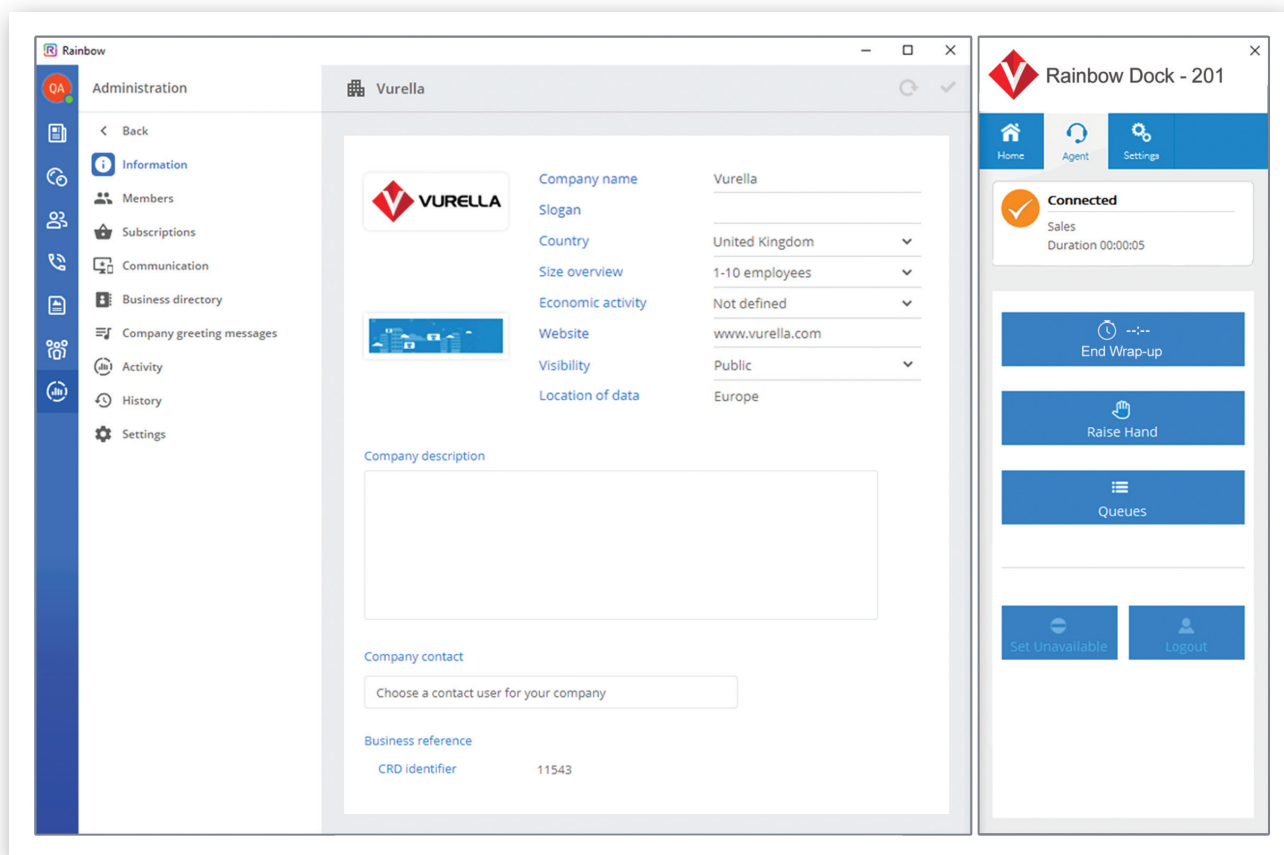 Rainbow
QA
Administration
Back
Information
Members
Subscriptions
Communication
Business directory
Company greeting messages
Activity
History
Settings
Vurella
VURELLA
Company name Vurella
Slogan
Country United Kingdom
Size overview 1-10 employees
Economic activity Not defined
Website www.vurella.com
Visibility Public
Location of data Europe
Company description
Company contact
Choose a contact user for your company
Business reference
CRD identifier 11543
Rainbow Dock - 201
Home Agent Settings
Connected
Sales
Duration 00:00:05
--:--
End Wrap-up
Raise Hand
Queues
Set Unavailable Logout